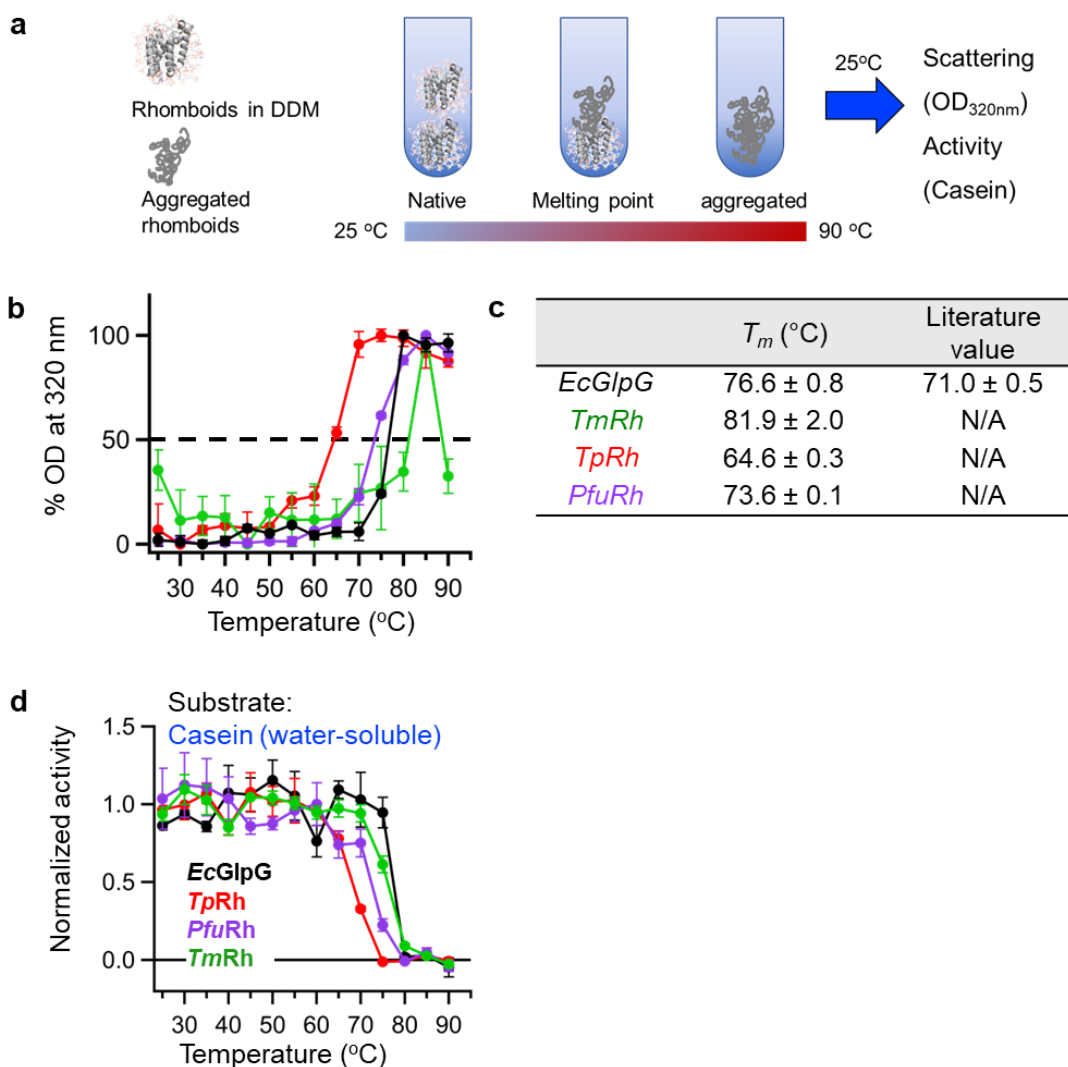 a
Rhomboids in DDM
Aggregated
rhomboids
Native
Melting point
aggregated
25 °C
90 °C
25°C
Scattering
(OD320nm)
Activity
(Casein)
b
% OD at 320 nm
100
50
0
30 40 50 60 70 80 90
Temperature (°C)
c
Tm (°C) Literature value
EcGlpG 76.6 ± 0.8 71.0 ± 0.5
TmRh 81.9 ± 2.0 N/A
TpRh 64.6 ± 0.3 N/A
PfuRh 73.6 ± 0.1 N/A
d
Substrate:
Casein (water-soluble)
Normalized activity
1.5
1.0
0.5
0.0
EcGlpG
TpRh
PfuRh
TmRh
30 40 50 60 70 80 90
Temperature (°C)